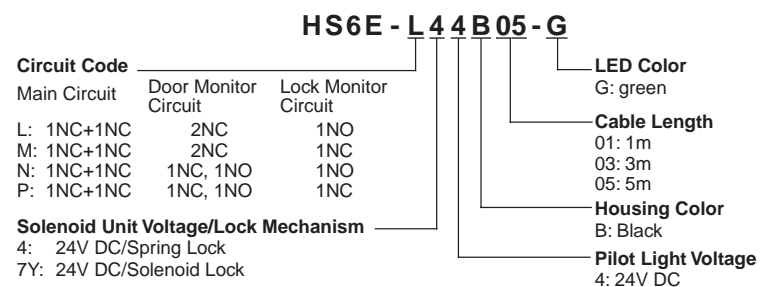 HS6E - L 4 4 B 05 - G
Circuit Code
Main Circuit Door Monitor Circuit Lock Monitor Circuit
L: 1NC+1NC 2NC 1NO
M: 1NC+1NC 2NC 1NC
N: 1NC+1NC 1NC, 1NO 1NO
P: 1NC+1NC 1NC, 1NO 1NC
Solenoid Unit Voltage/Lock Mechanism
4: 24V DC/Spring Lock
7Y: 24V DC/Solenoid Lock
LED Color
G: green
Cable Length
01: 1m
03: 3m
05: 5m
Housing Color
B: Black
Pilot Light Voltage
4: 24V DC